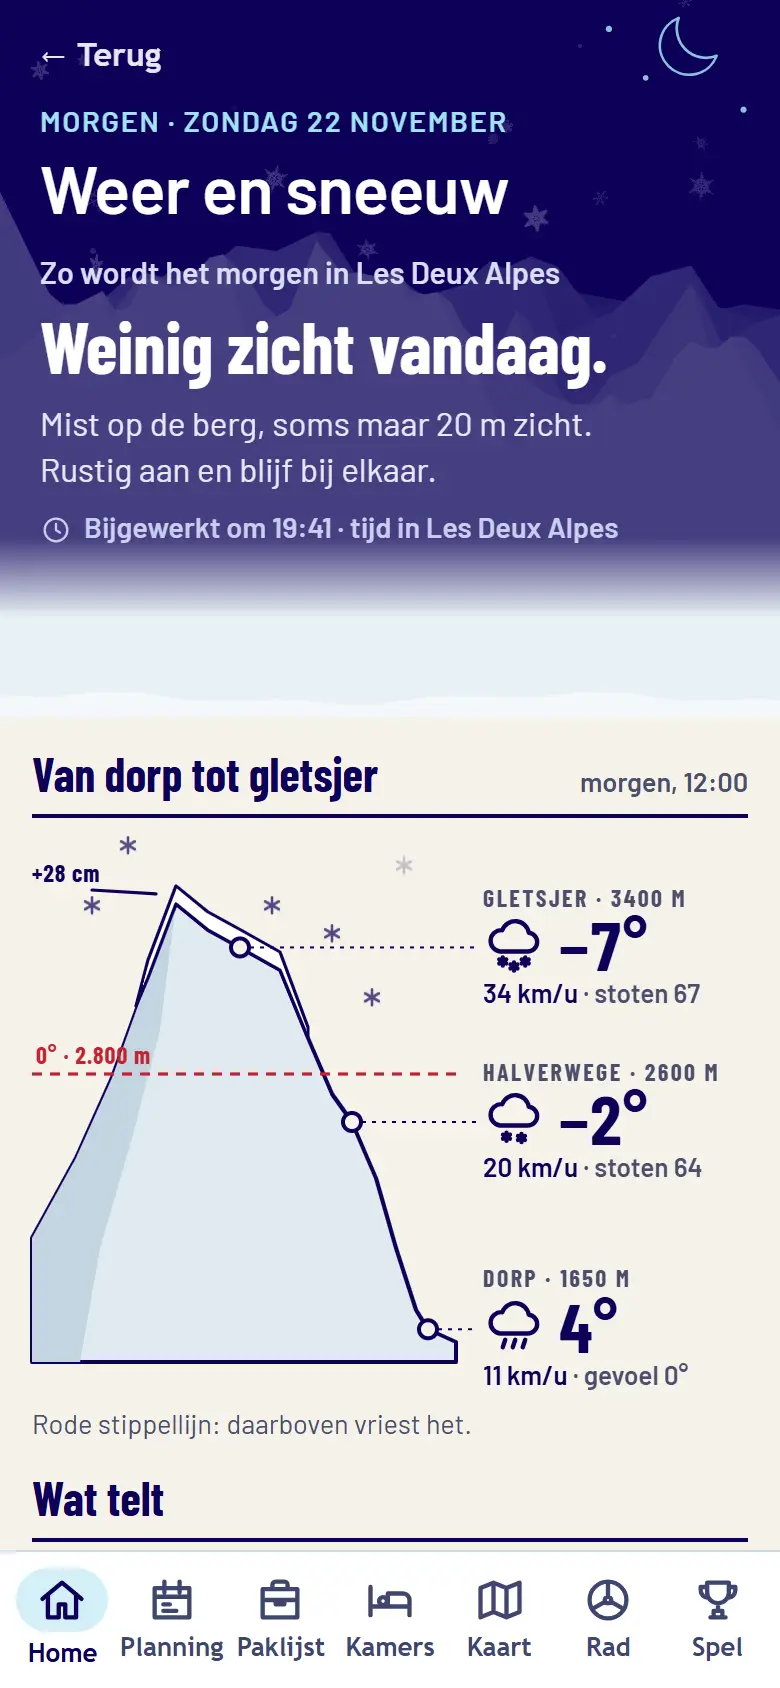 ← Terug
MORGEN · ZONDAG 22 NOVEMBER
Weer en sneeuw
Zo wordt het morgen in Les Deux Alpes
Weinig zicht vandaag.
Mist op de berg, soms maar 20 m zicht.
Rustig aan en blijf bij elkaar.
Bijgewerkt om 19:41 · tijd in Les Deux Alpes
Van dorp tot gletsjer
morgen, 12:00
+28 cm
GLETSJER · 3400 M
−7°
34 km/u · stoten 67
0° · 2.800 m
HALVERWEGE · 2600 M
−2°
20 km/u · stoten 64
DORP · 1650 M
4°
11 km/u · gevoel 0°
Rode stippellijn: daarboven vriest het.
Wat telt
Home
Planning
Paklijst
Kamers
Kaart
Rad
Spel